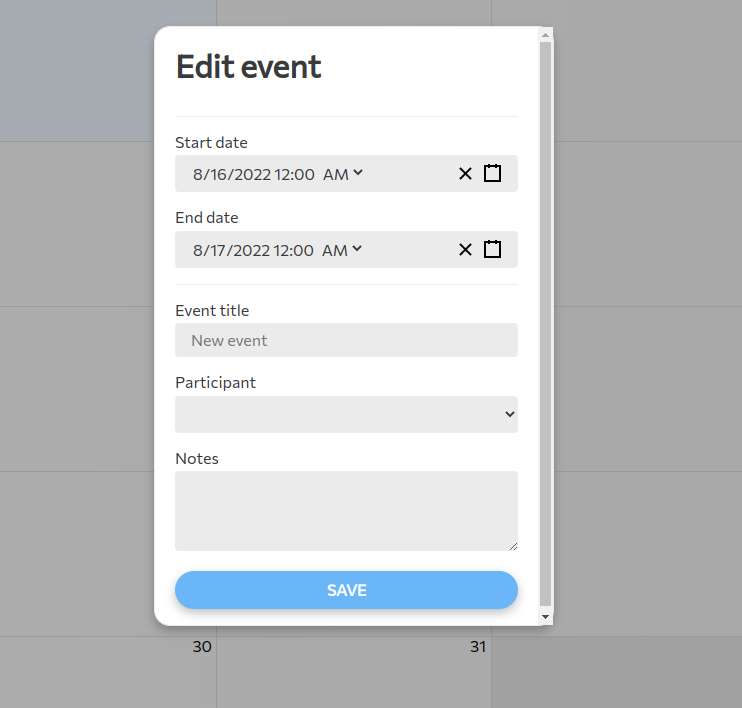 Edit event
Start date
8/16/2022 12:00 AM
End date
8/17/2022 12:00 AM
Event title
New event
Participant
Notes
SAVE
30 31